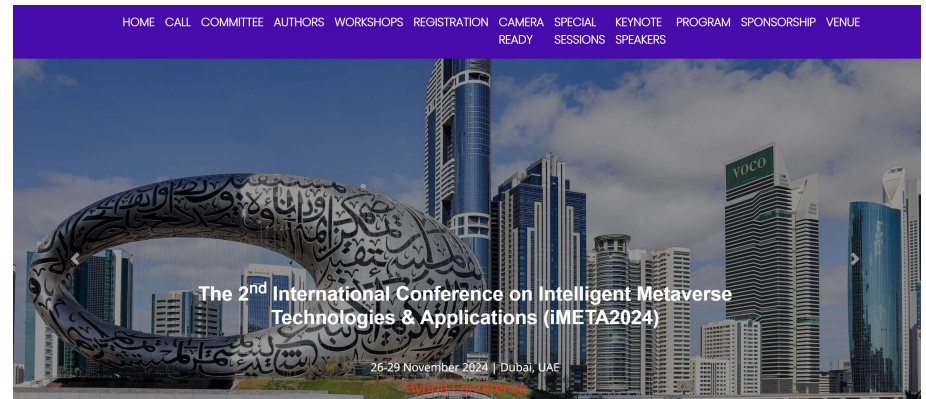 HOME CALL COMMITTEE AUTHORS WORKSHOPS REGISTRATION CAMERA READY SPECIAL SESSIONS KEYNOTE SPEAKERS PROGRAM SPONSORSHIP VENUE
VOCO
The 2nd International Conference on Intelligent Metaverse
Technologies & Applications (iMETA2024)
26-29 November 2024 | Dubai, UAE
Hybrid Conference